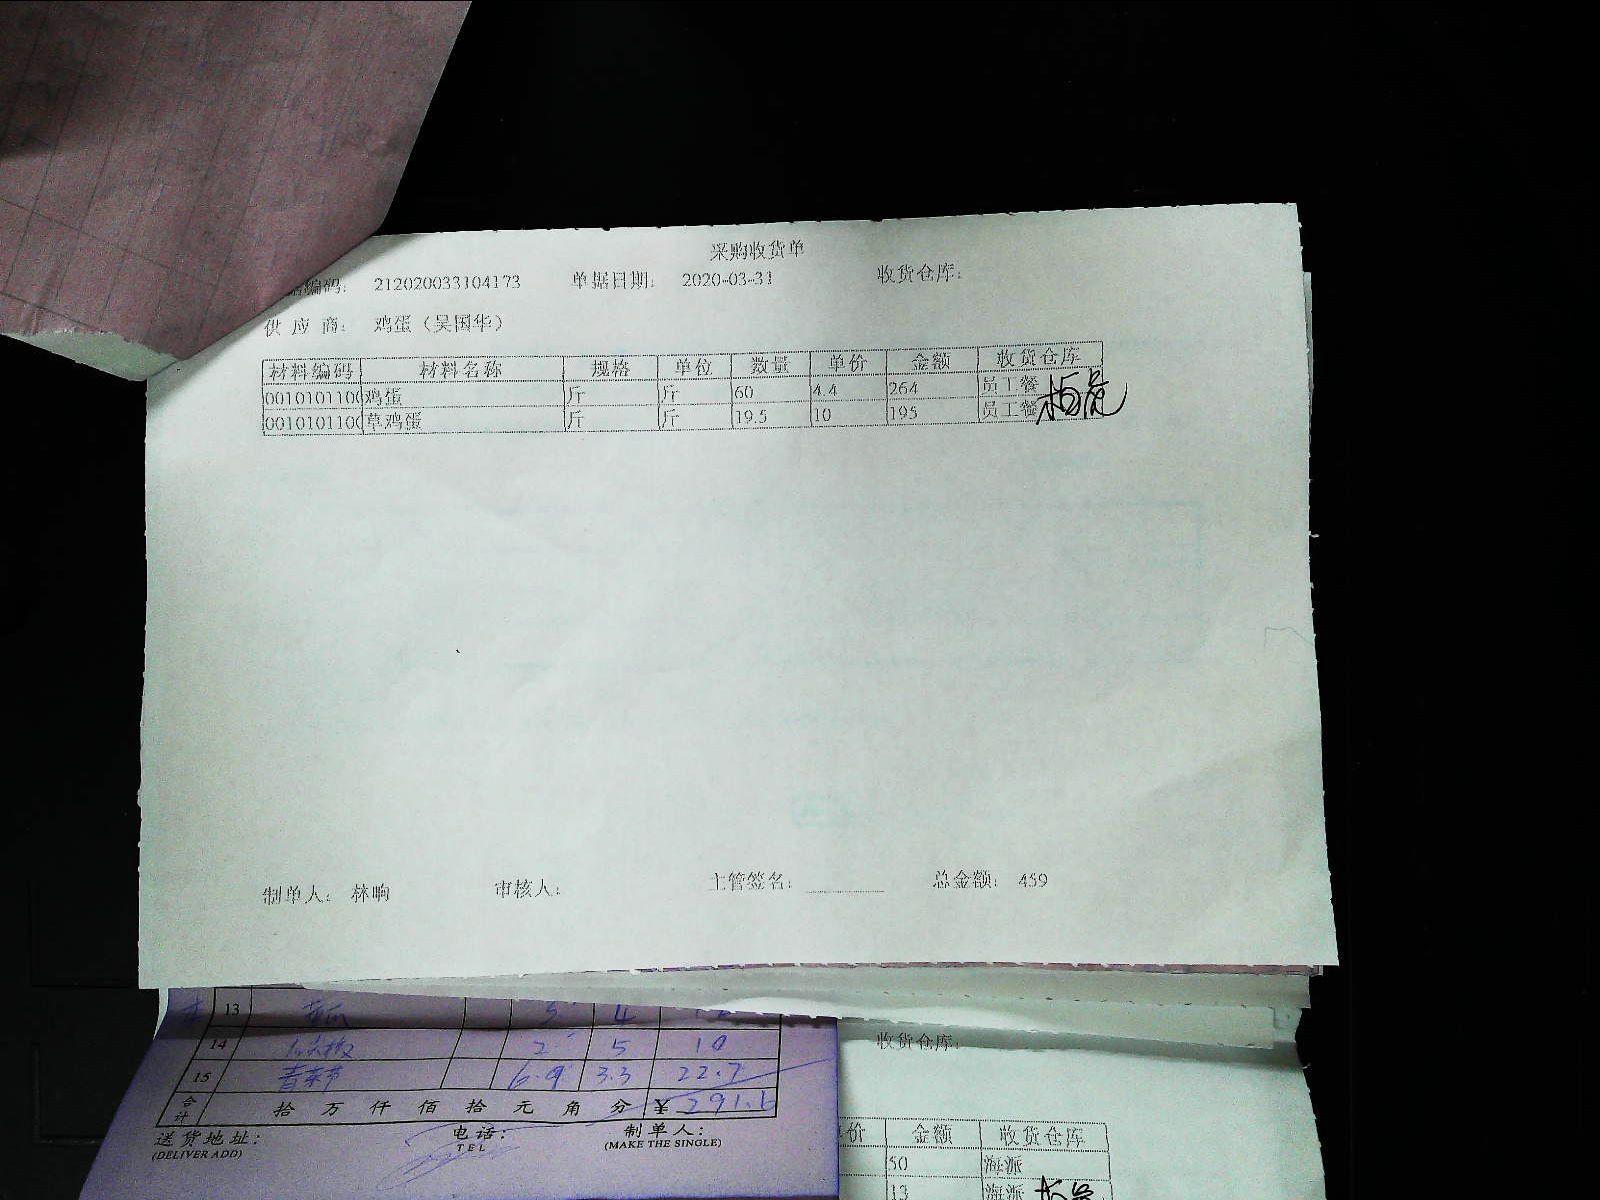 采购收货单
编码： 212020033104173 单据日期： 2020-03-31 收货仓库：
供 应 商： 鸡蛋（吴国华）
材料编码 材料名称 规格 单位 数量 单价 金额 收货仓库
0010101100 鸡蛋 斤 斤 60 4.4 264 员工餐
0010101100 草鸡蛋 斤 斤 19.5 10 195 员工餐
制单人： 林响 审核人： 主管签名： 总金额： 459
13 5 4
14 2 5 10
15 6.9 3.3 22.7
合计 拾 万 仟 佰 拾 元 角 分 ¥ 291.6
送货地址： 电话： 制单人：
(DELIVER ADD) TEL (MAKE THE SINGLE)
收货仓库：
价 金额 收货仓库
50 海派
13 海派